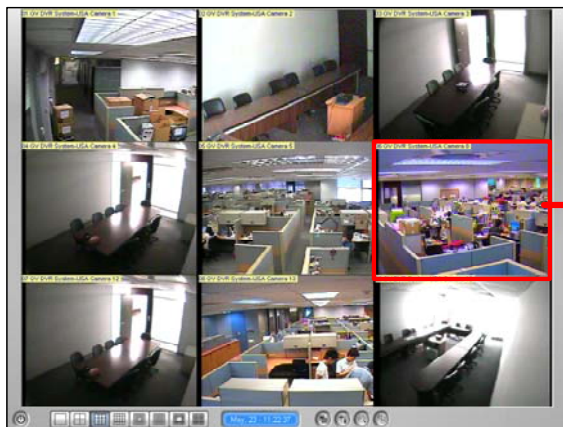 01 GV DVR System-USA Camera 1
02 GV DVR System-USA Camera 2
03 GV DVR System-USA Camera 3
04 GV DVR System-USA Camera 4
05 GV DVR System-USA Camera 5
06 GV DVR System-USA Camera 6
07 GV DVR System-USA Camera 12
08 GV DVR System-USA Camera 13
May. 23 - 11:22:37